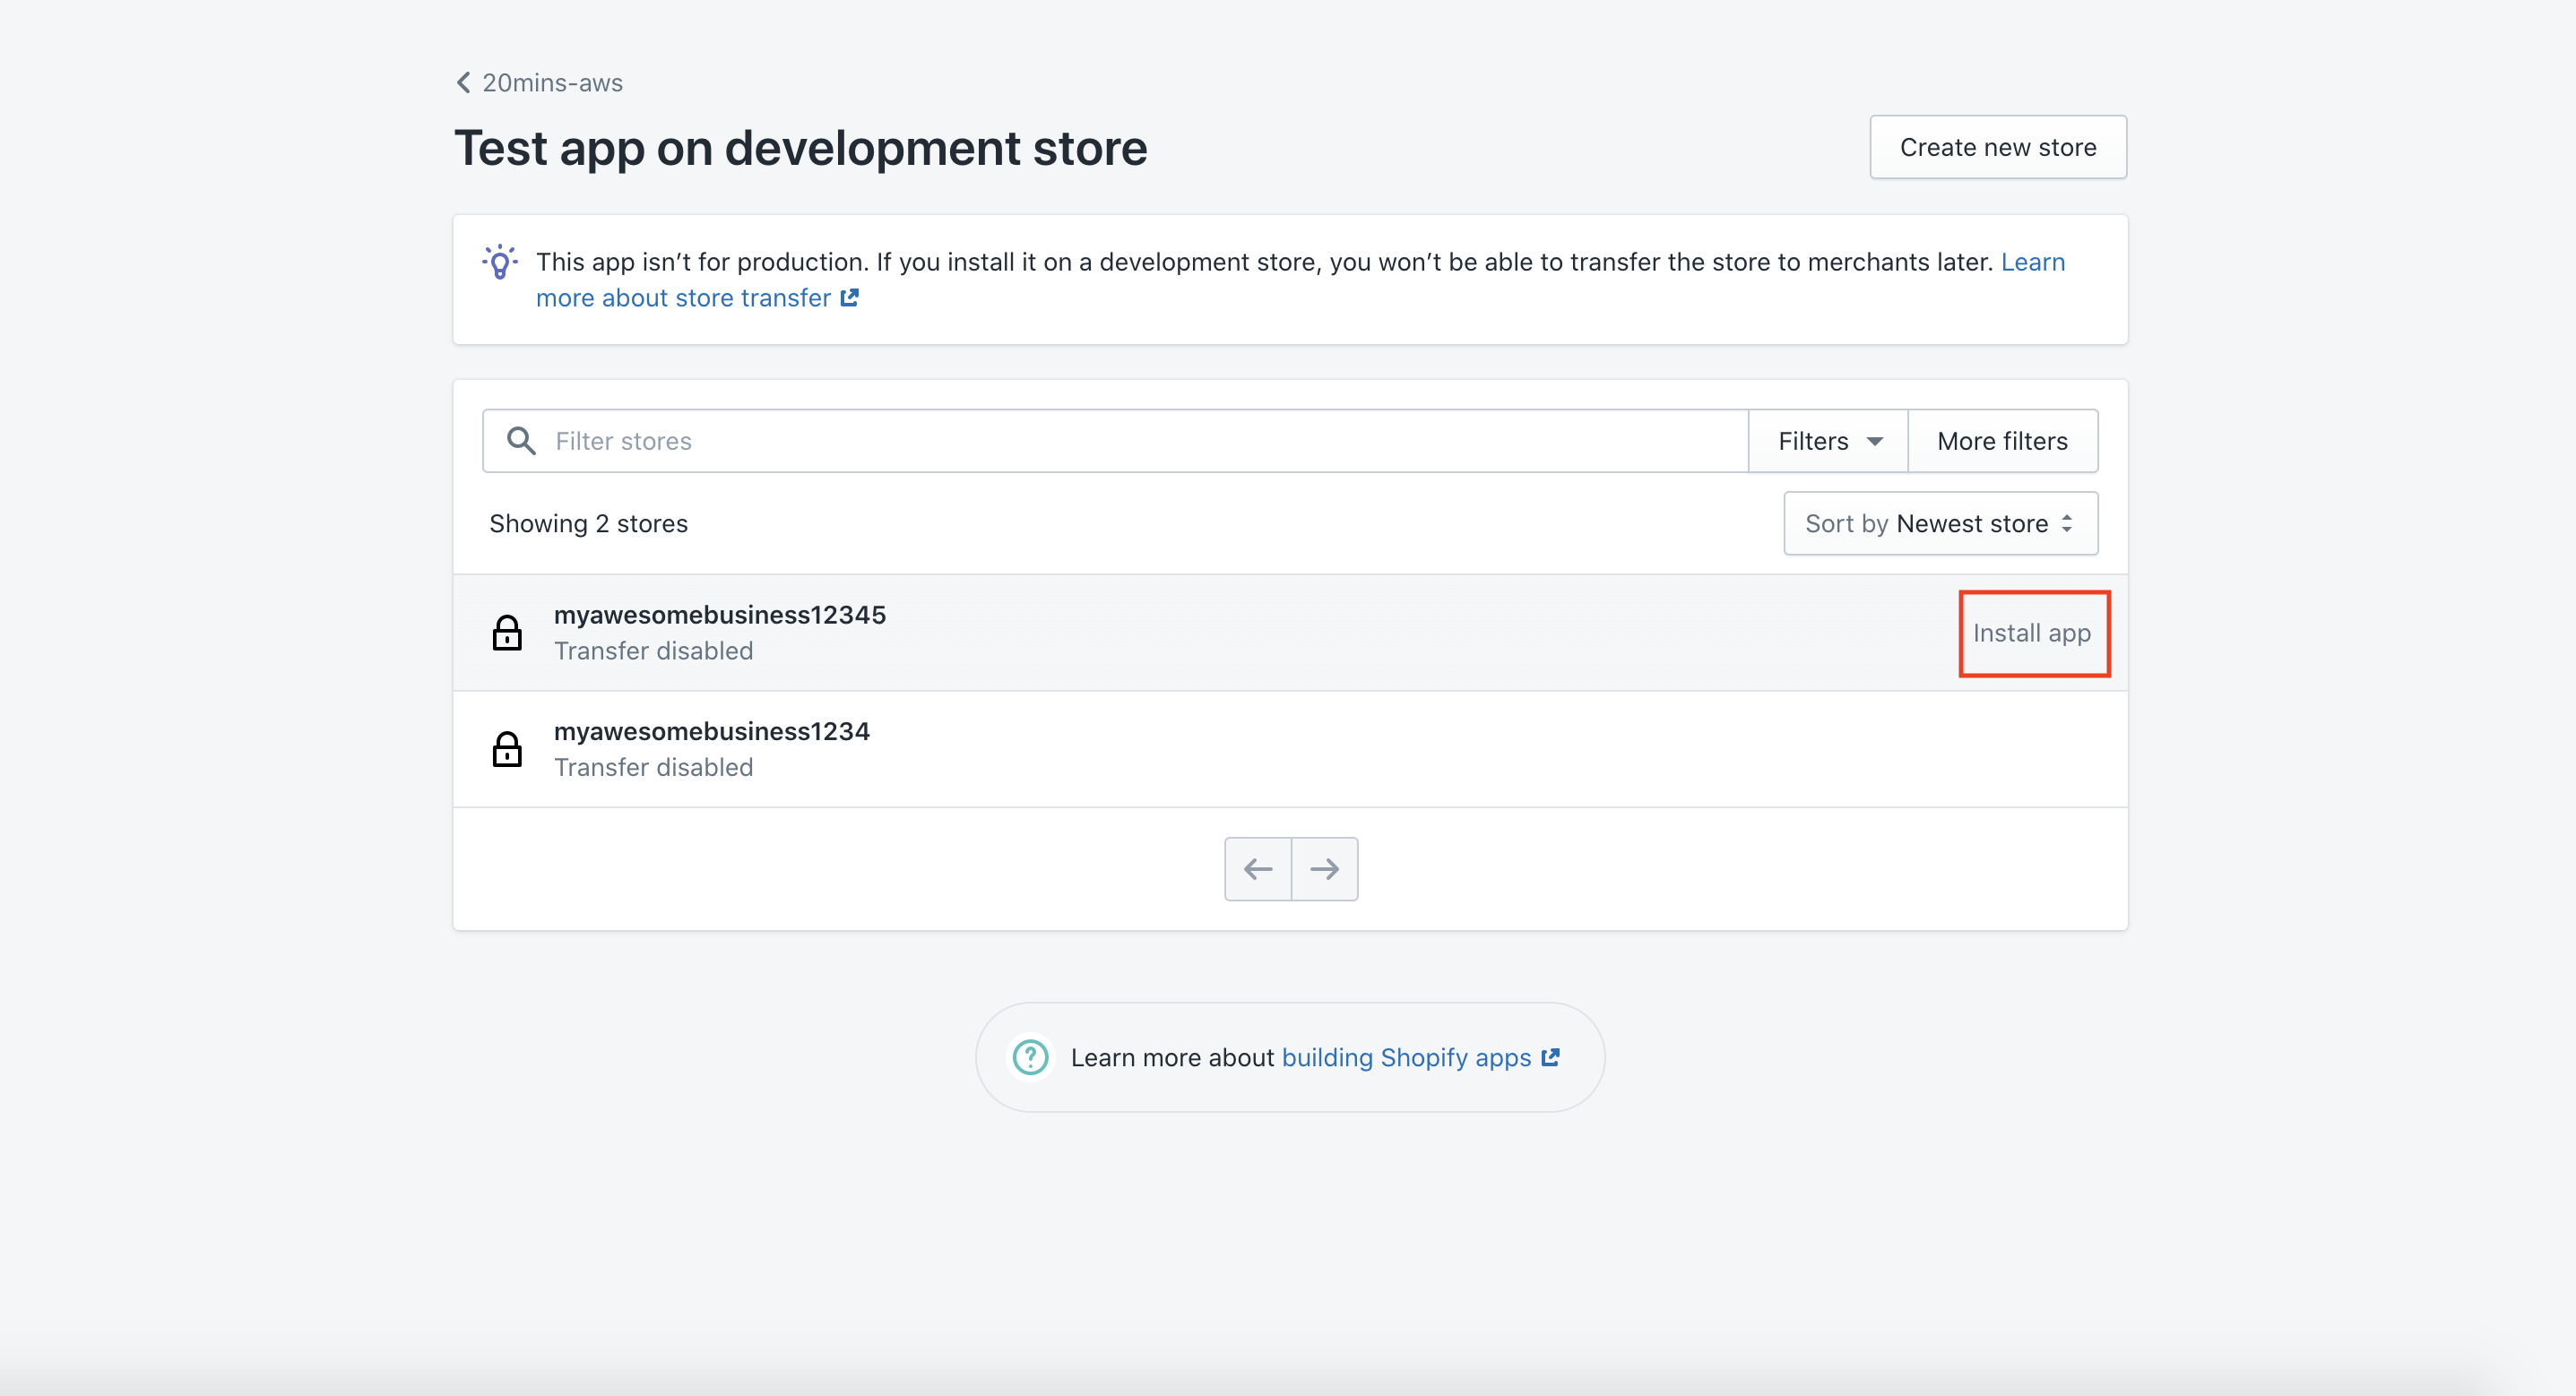 20mins-aws
Test app on development store
Create new store
This app isn’t for production. If you install it on a development store, you won’t be able to transfer the store to merchants later. Learn
more about store transfer
Filter stores
Filters
More filters
Showing 2 stores
Sort by Newest store
myawesomebusiness12345
Transfer disabled
Install app
myawesomebusiness1234
Transfer disabled
Learn more about building Shopify apps